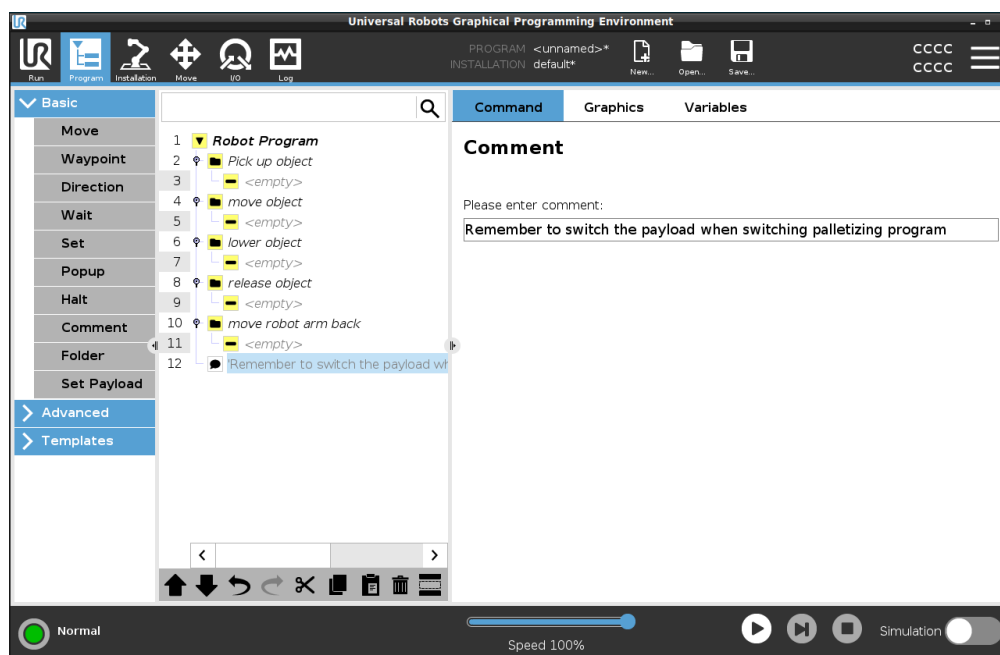 Universal Robots Graphical Programming Environment
UR
PROGRAM <unnamed>*
INSTALLATION default*
Run
Program
Installation
Move
I/O
Log
New...
Open...
Save...
cccc
cccc
Basic
Move
Waypoint
Direction
Wait
Set
Popup
Halt
Comment
Folder
Set Payload
Advanced
Templates
1 Robot Program
2 Pick up object
3 <empty>
4 move object
5 <empty>
6 lower object
7 <empty>
8 release object
9 <empty>
10 move robot arm back
11 <empty>
12 'Remember to switch the payload wh
Command Graphics Variables
Comment
Please enter comment:
Remember to switch the payload when switching palletizing program
Normal
Speed 100%
Simulation